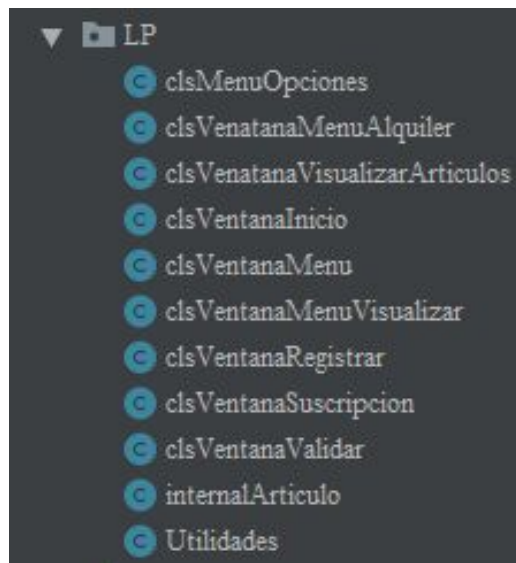 LP
clsMenuOpciones
clsVenatanaMenuAlquiler
clsVenatanaVisualizarArticulos
clsVentanaInicio
clsVentanaMenu
clsVentanaMenuVisualizar
clsVentanaRegistrar
clsVentanaSuscripcion
clsVentanaValidar
internalArticulo
Utilidades